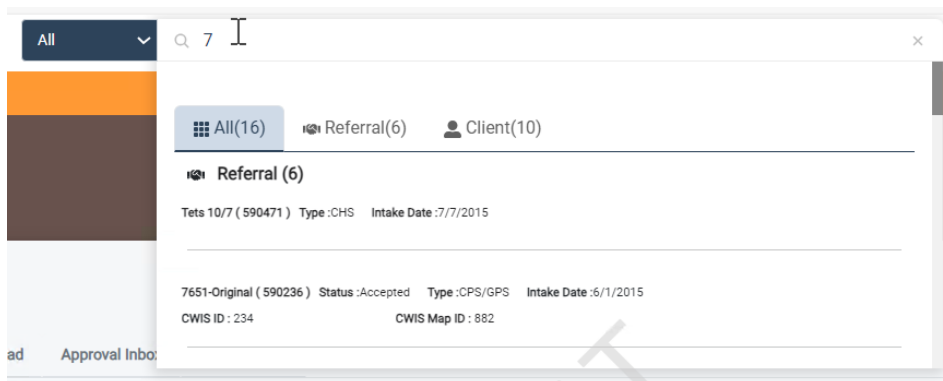 All
7
All(16) Referral(6) Client(10)
Referral (6)
Tets 10/7 ( 590471 ) Type :CHS Intake Date :7/7/2015
7651-Original ( 590236 ) Status :Accepted Type :CPS/GPS Intake Date :6/1/2015
CWIS ID : 234 CWIS Map ID : 882
ad Approval Inbo